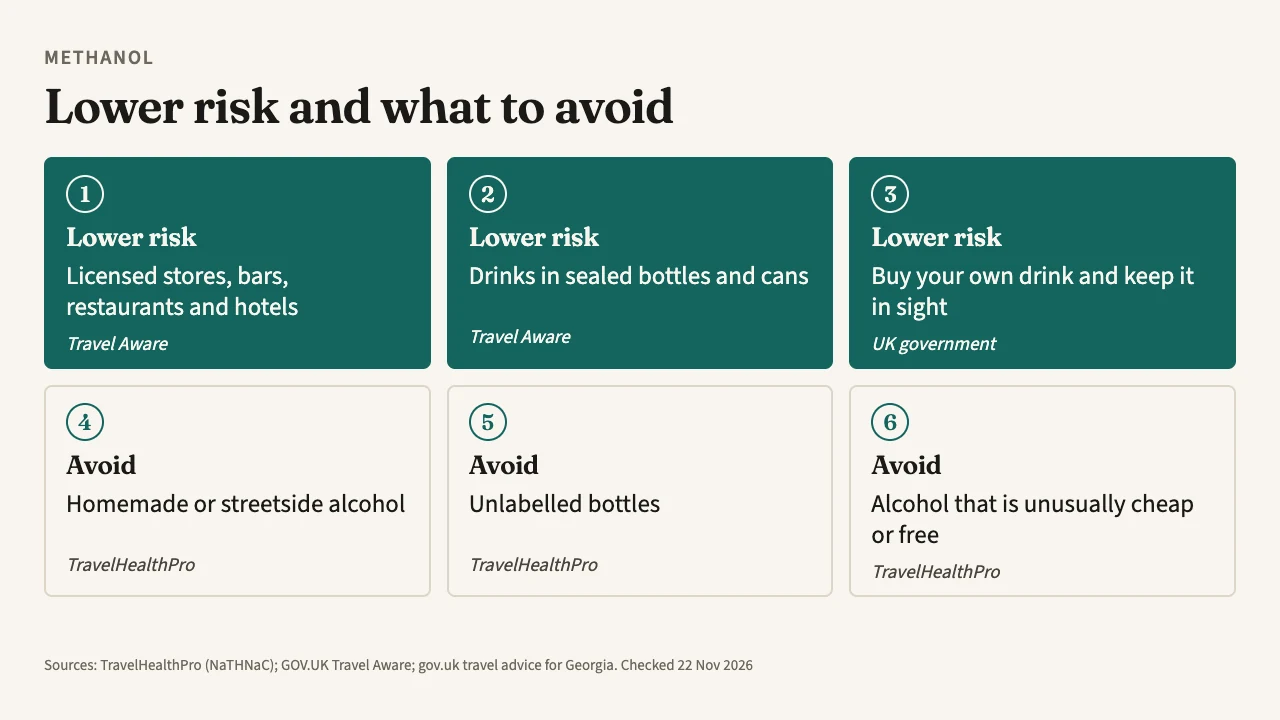 METHANOL
Lower risk and what to avoid
1
Lower risk
Licensed stores, bars,
restaurants and hotels
Travel Aware
2
Lower risk
Drinks in sealed bottles and cans
Travel Aware
3
Lower risk
Buy your own drink and keep it
in sight
UK government
4
Avoid
Homemade or streetside alcohol
TravelHealthPro
5
Avoid
Unlabelled bottles
TravelHealthPro
6
Avoid
Alcohol that is unusually cheap
or free
TravelHealthPro
Sources: TravelHealthPro (NaTHNaC); GOV.UK Travel Aware; gov.uk travel advice for Georgia. Checked 22 Nov 2026